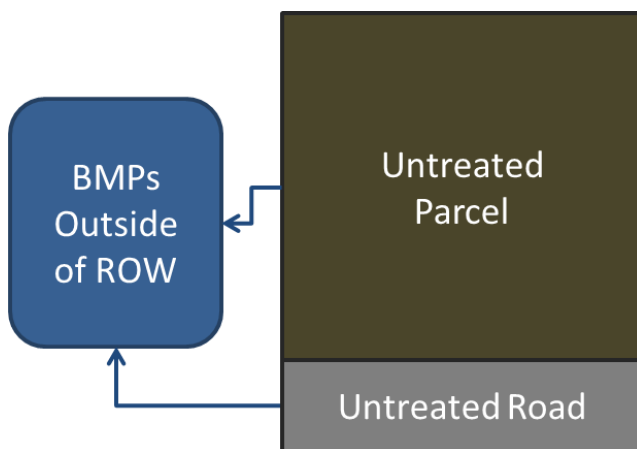 BMPs
Outside
of ROW
Untreated
Parcel
Untreated Road